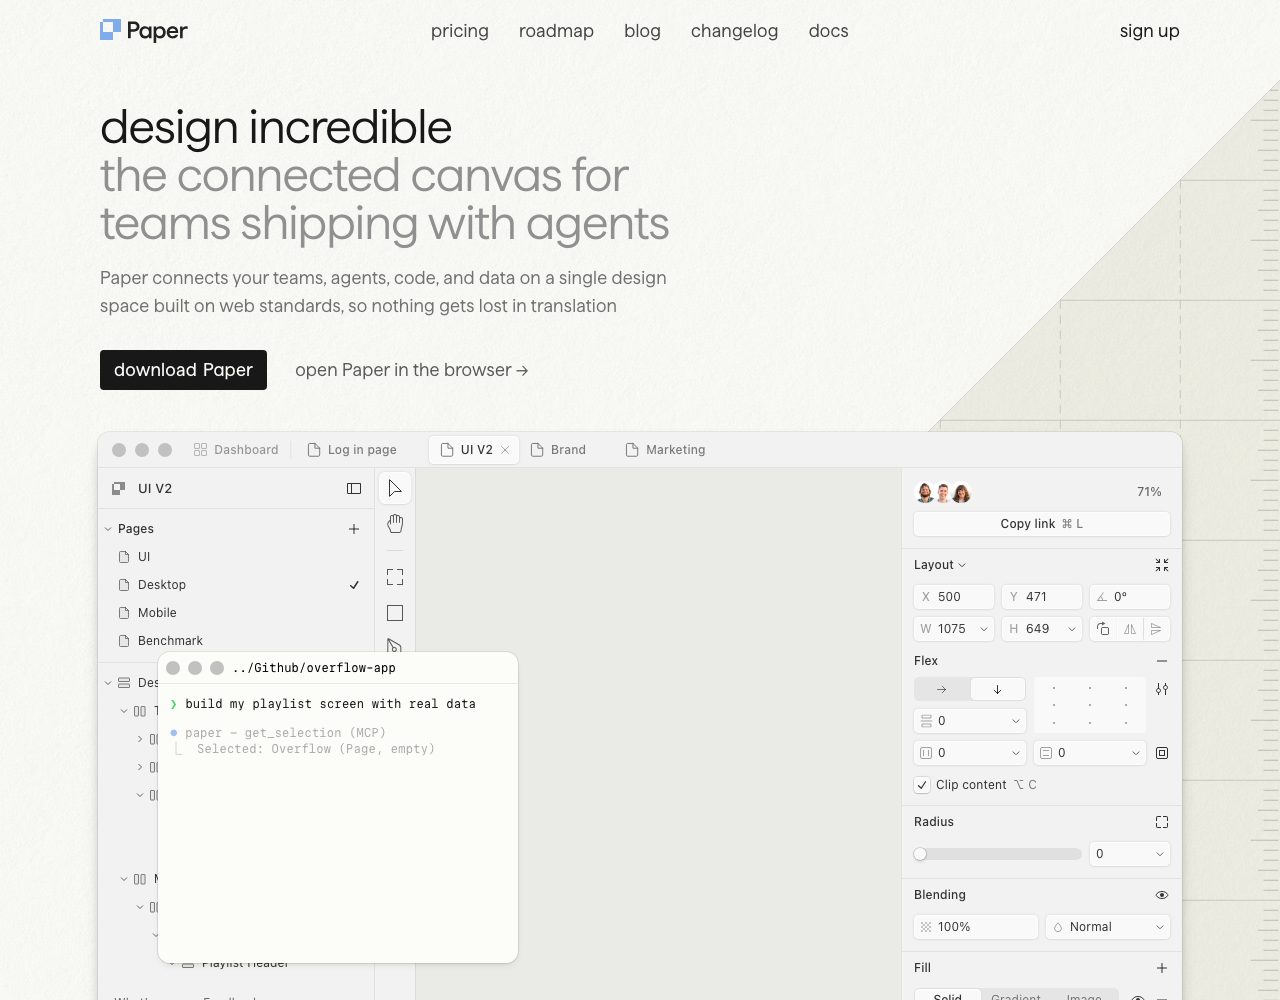 Paper
pricing roadmap blog changelog docs
sign up
design incredible
the connected canvas for
teams shipping with agents
Paper connects your teams, agents, code, and data on a single design
space built on web standards, so nothing gets lost in translation
download Paper
open Paper in the browser →
Dashboard
Log in page
UI V2
Brand
Marketing
UI V2
Pages
UI
Desktop
Mobile
Benchmark
../Github/overflow-app
❯ build my playlist screen with real data
paper – get_selection (MCP)
Selected: Overflow (Page, empty)
71%
Copy link ⌘ L
Layout
X 500
Y 471
0°
W 1075
H 649
Flex
→
↓
0
0
0
Clip content ⌥ C
Radius
0
Blending
100%
Normal
Fill
Solid
Gradient
Image